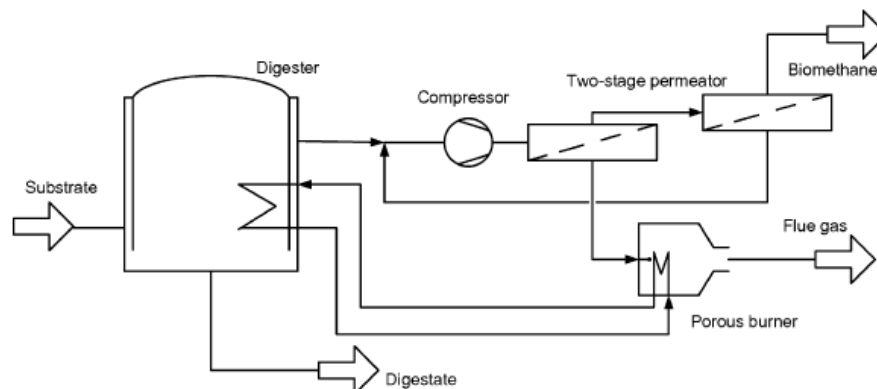 Digester
Compressor
Two-stage permeator
Biomethane
Substrate
Flue gas
Porous burner
Digestate